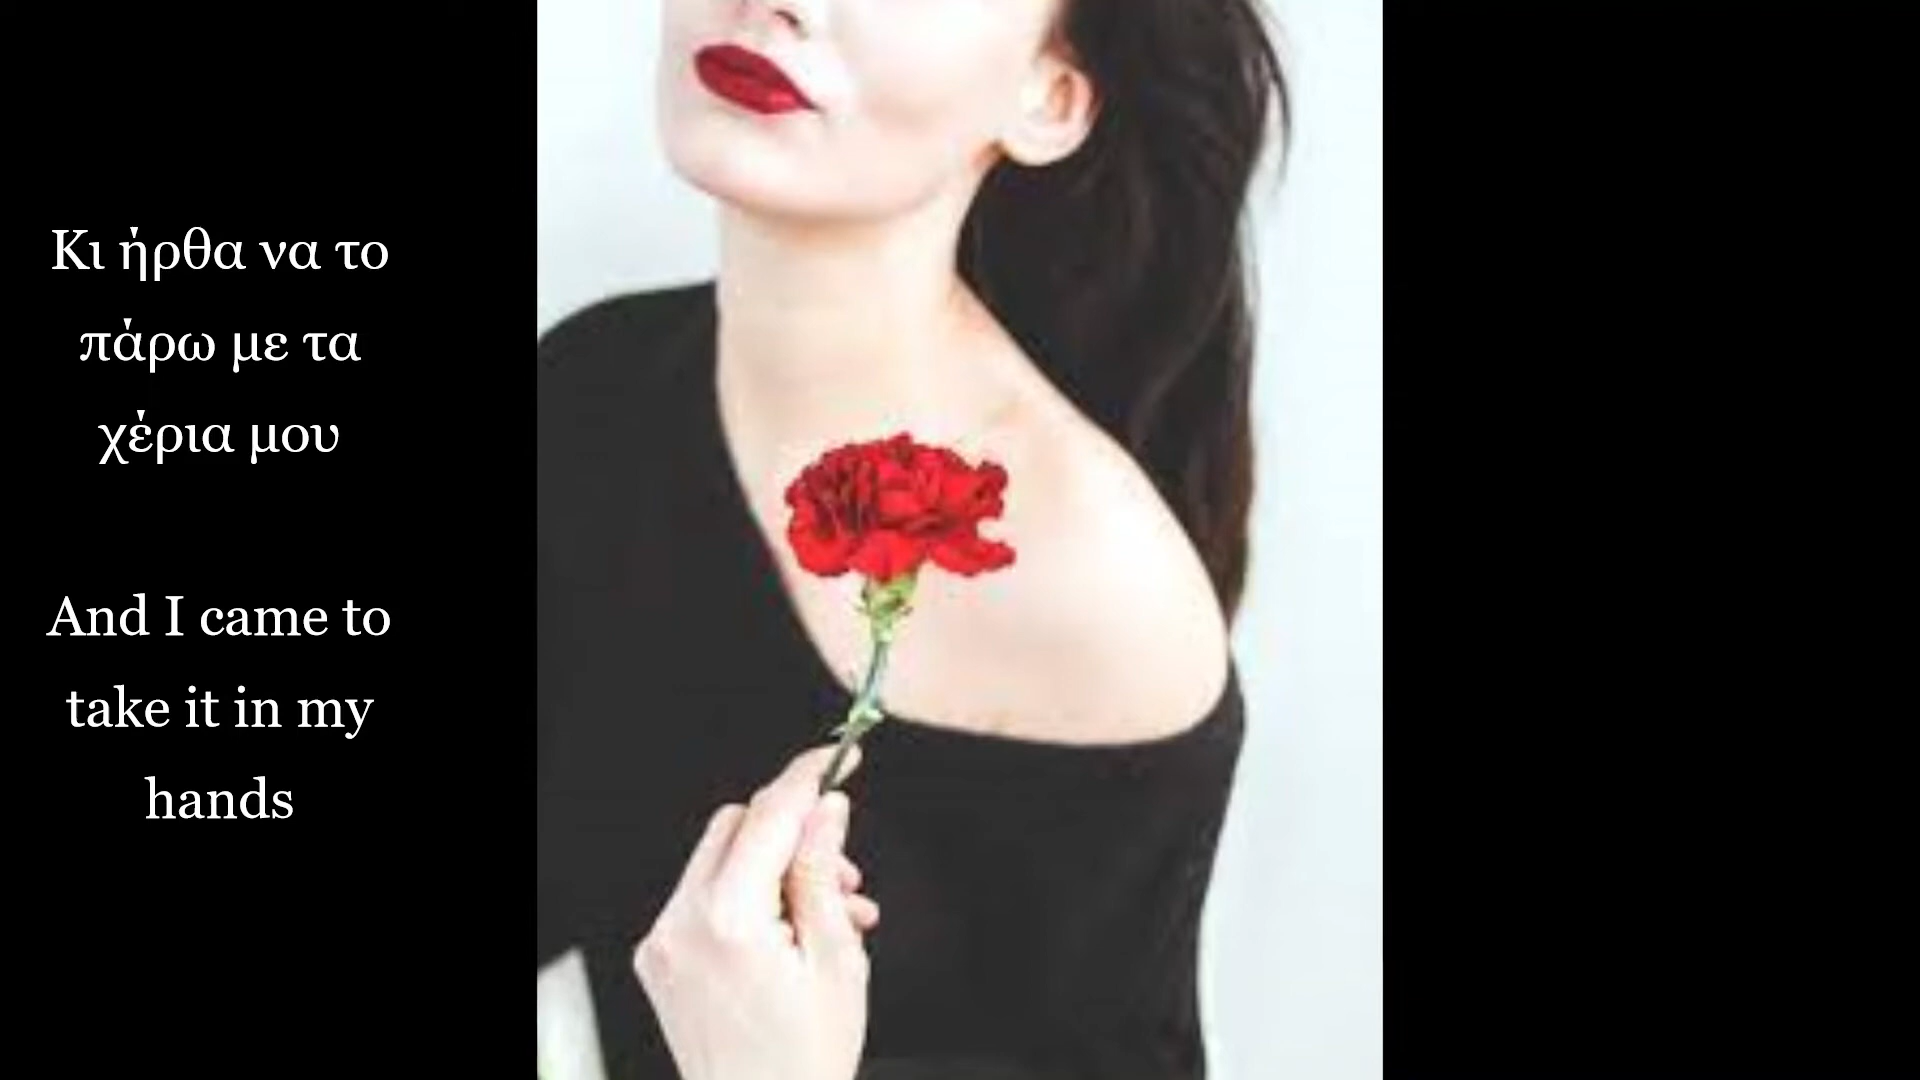 Κι ήρθα να το
πάρω με τα
χέρια μου
And I came to
take it in my
hands